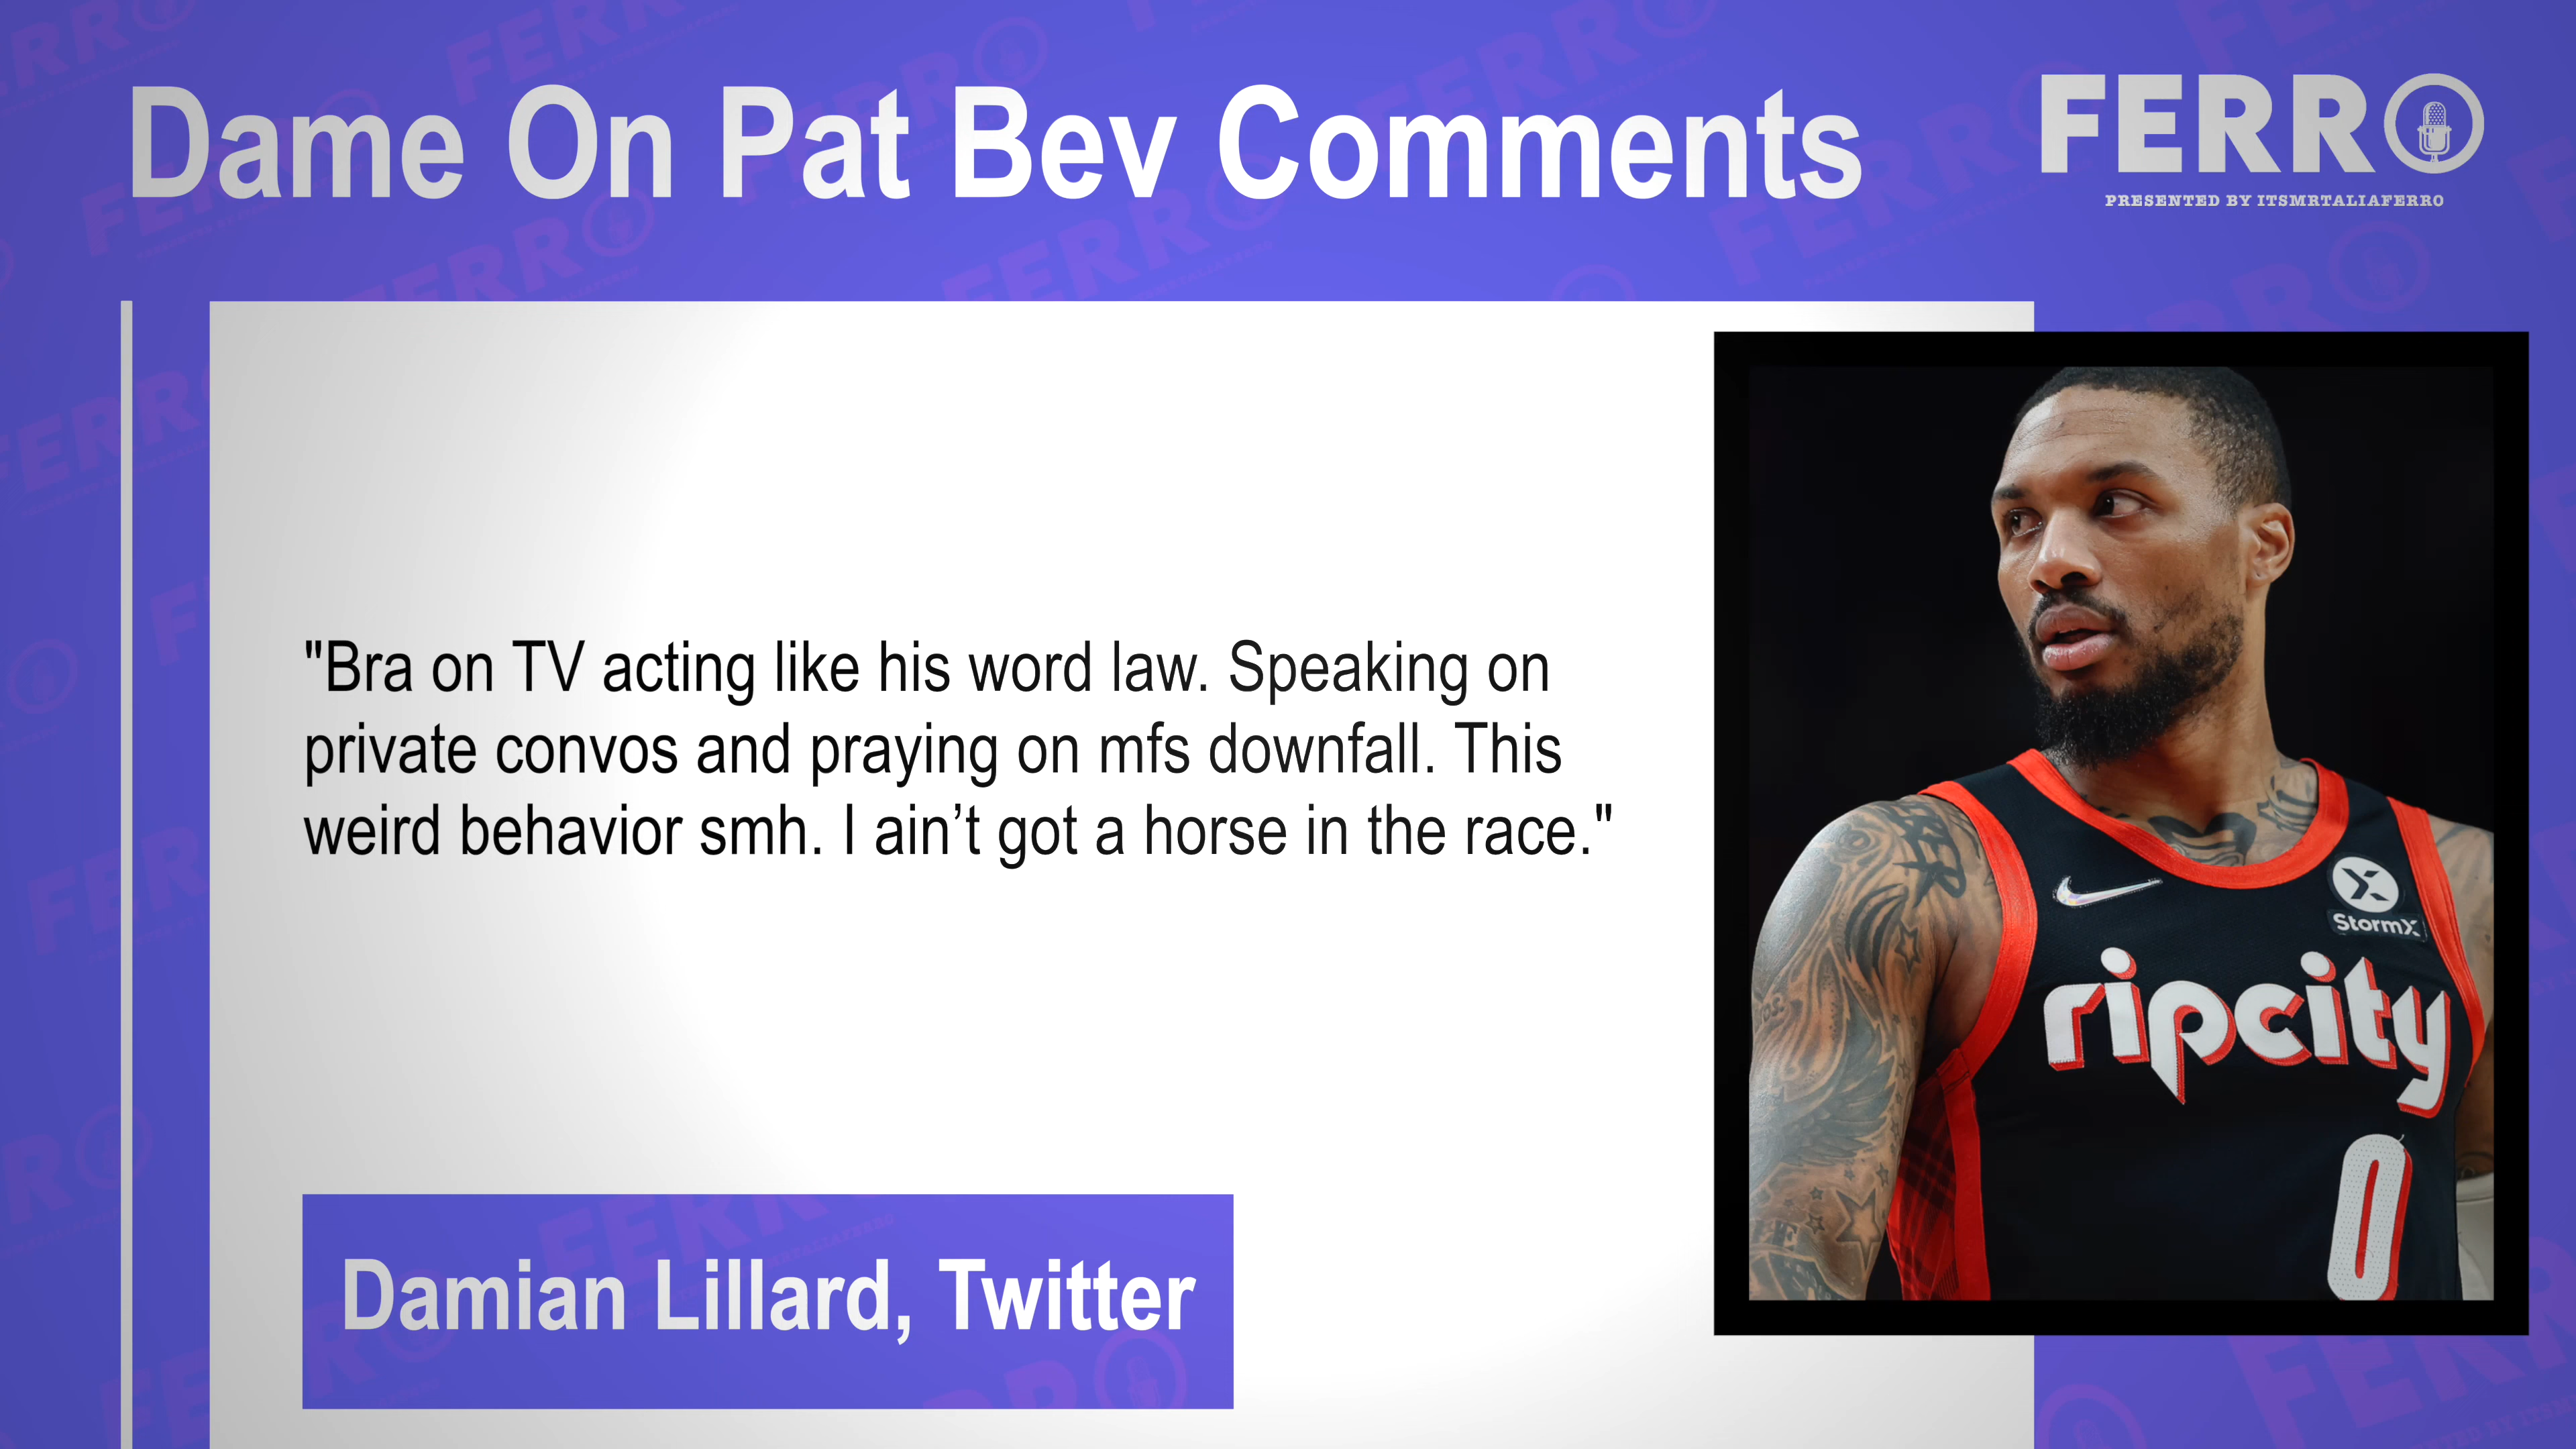 Dame On Pat Bev Comments
FERRO
PRESENTED BY ITSMRTALIAFERRO
"Bra on TV acting like his word law. Speaking on
private convos and praying on mfs downfall. This
weird behavior smh. I ain’t got a horse in the race."
StormX
ripcity
0
Damian Lillard, Twitter